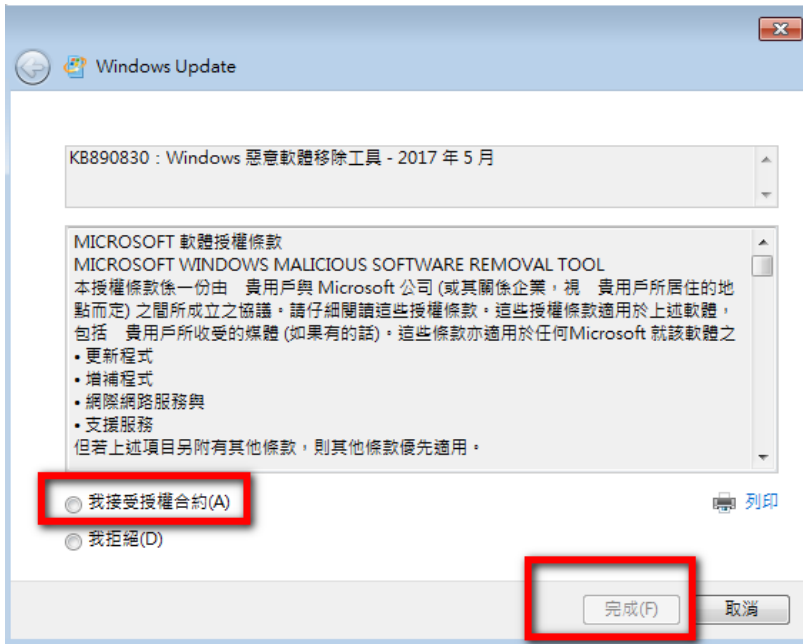 Windows Update
KB890830：Windows 惡意軟體移除工具 - 2017 年 5 月
MICROSOFT 軟體授權條款
MICROSOFT WINDOWS MALICIOUS SOFTWARE REMOVAL TOOL
本授權條款係一份由　貴用戶與 Microsoft 公司 (或其關係企業，視　貴用戶所居住的地
點而定) 之間所成立之協議。請仔細閱讀這些授權條款。這些授權條款適用於上述軟體，
包括　貴用戶所收受的媒體 (如果有的話)。這些條款亦適用於任何Microsoft 就該軟體之
• 更新程式
• 增補程式
• 網際網路服務與
• 支援服務
但若上述項目另附有其他條款，則其他條款優先適用。
我接受授權合約(A)
列印
我拒絕(D)
完成(F)
取消